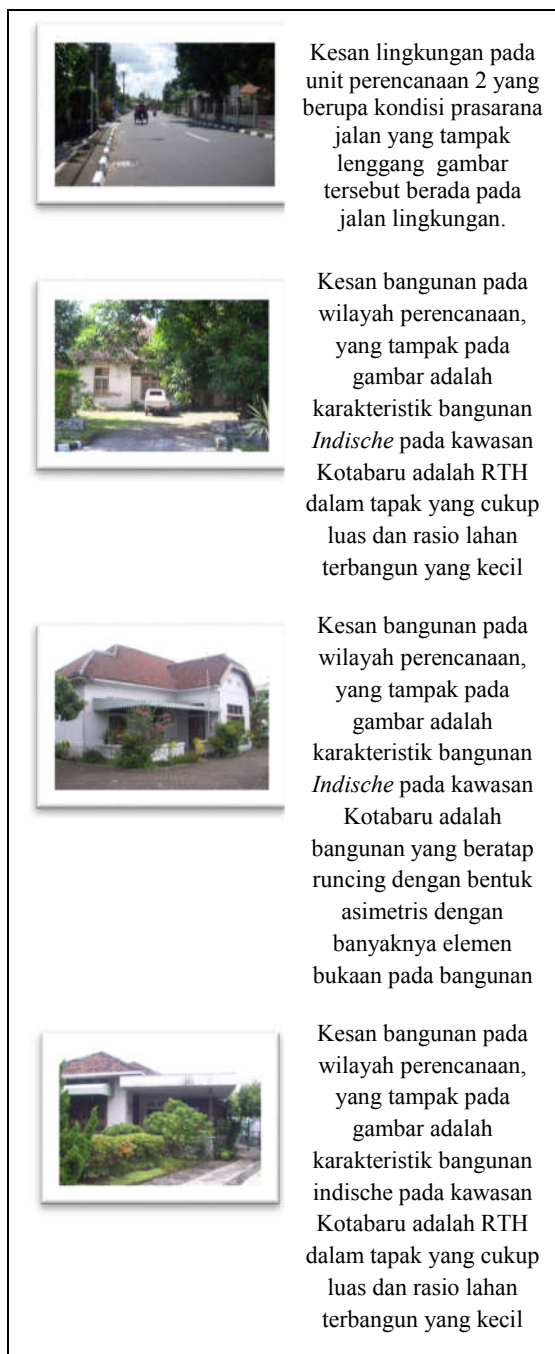 Kesan lingkungan pada
unit perencanaan 2 yang
berupa kondisi prasarana
jalan yang tampak
lenggang gambar
tersebut berada pada
jalan lingkungan.
Kesan bangunan pada
wilayah perencanaan,
yang tampak pada
gambar adalah
karakteristik bangunan
Indische pada kawasan
Kotabaru adalah RTH
dalam tapak yang cukup
luas dan rasio lahan
terbangun yang kecil
Kesan bangunan pada
wilayah perencanaan,
yang tampak pada
gambar adalah
karakteristik bangunan
Indische pada kawasan
Kotabaru adalah
bangunan yang beratap
runcing dengan bentuk
asimetris dengan
banyaknya elemen
bukaan pada bangunan
Kesan bangunan pada
wilayah perencanaan,
yang tampak pada
gambar adalah
karakteristik bangunan
indische pada kawasan
Kotabaru adalah RTH
dalam tapak yang cukup
luas dan rasio lahan
terbangun yang kecil